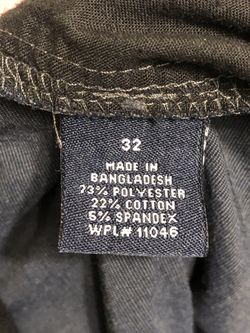 32
MADE IN
BANGLADESH
73% POLYESTER
22% COTTON
5% SPANDEX
WPL# 11046